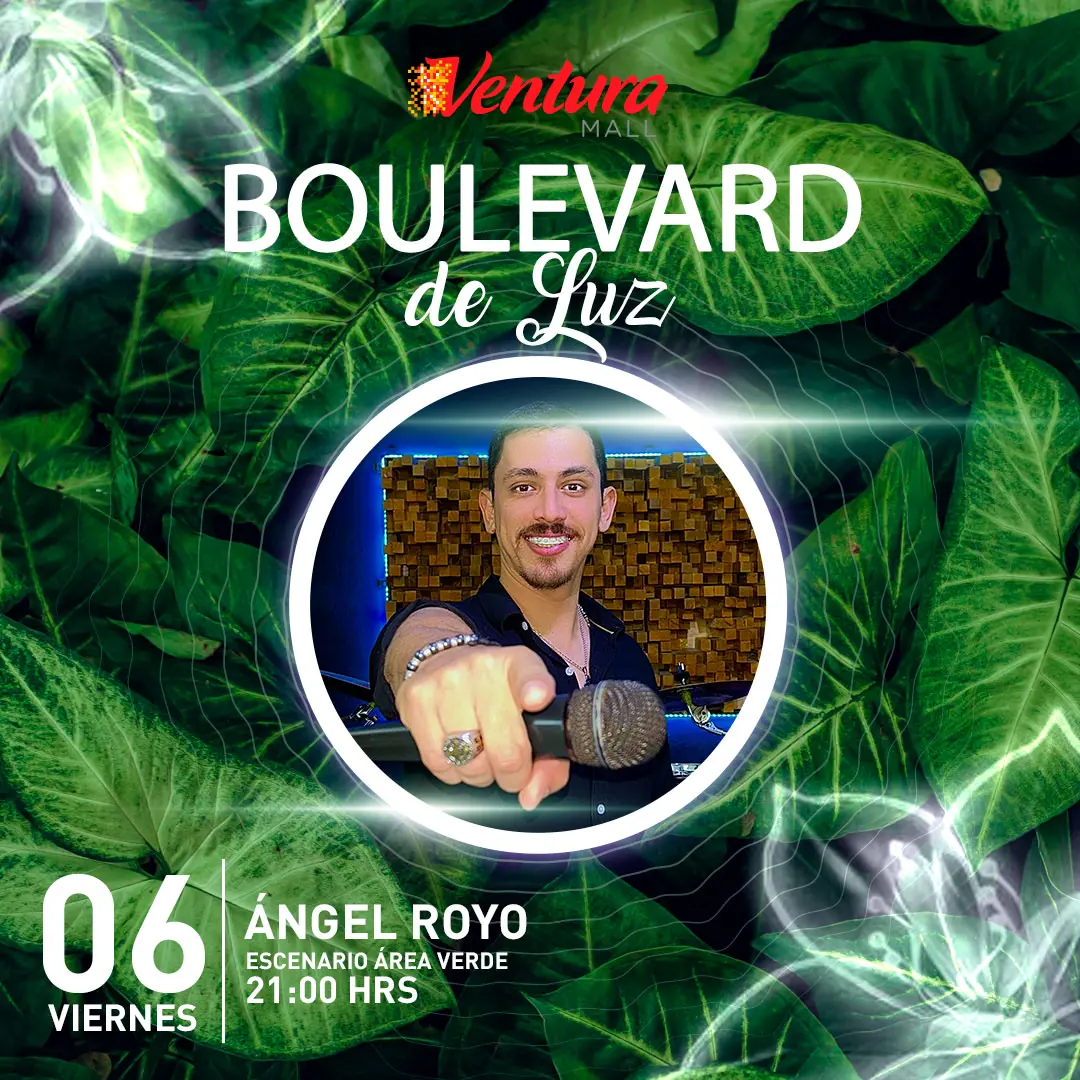 Ventura
MALL
BOULEVARD
de Luz
06
VIERNES
ÁNGEL ROYO
ESCENARIO ÁREA VERDE
21:00 HRS